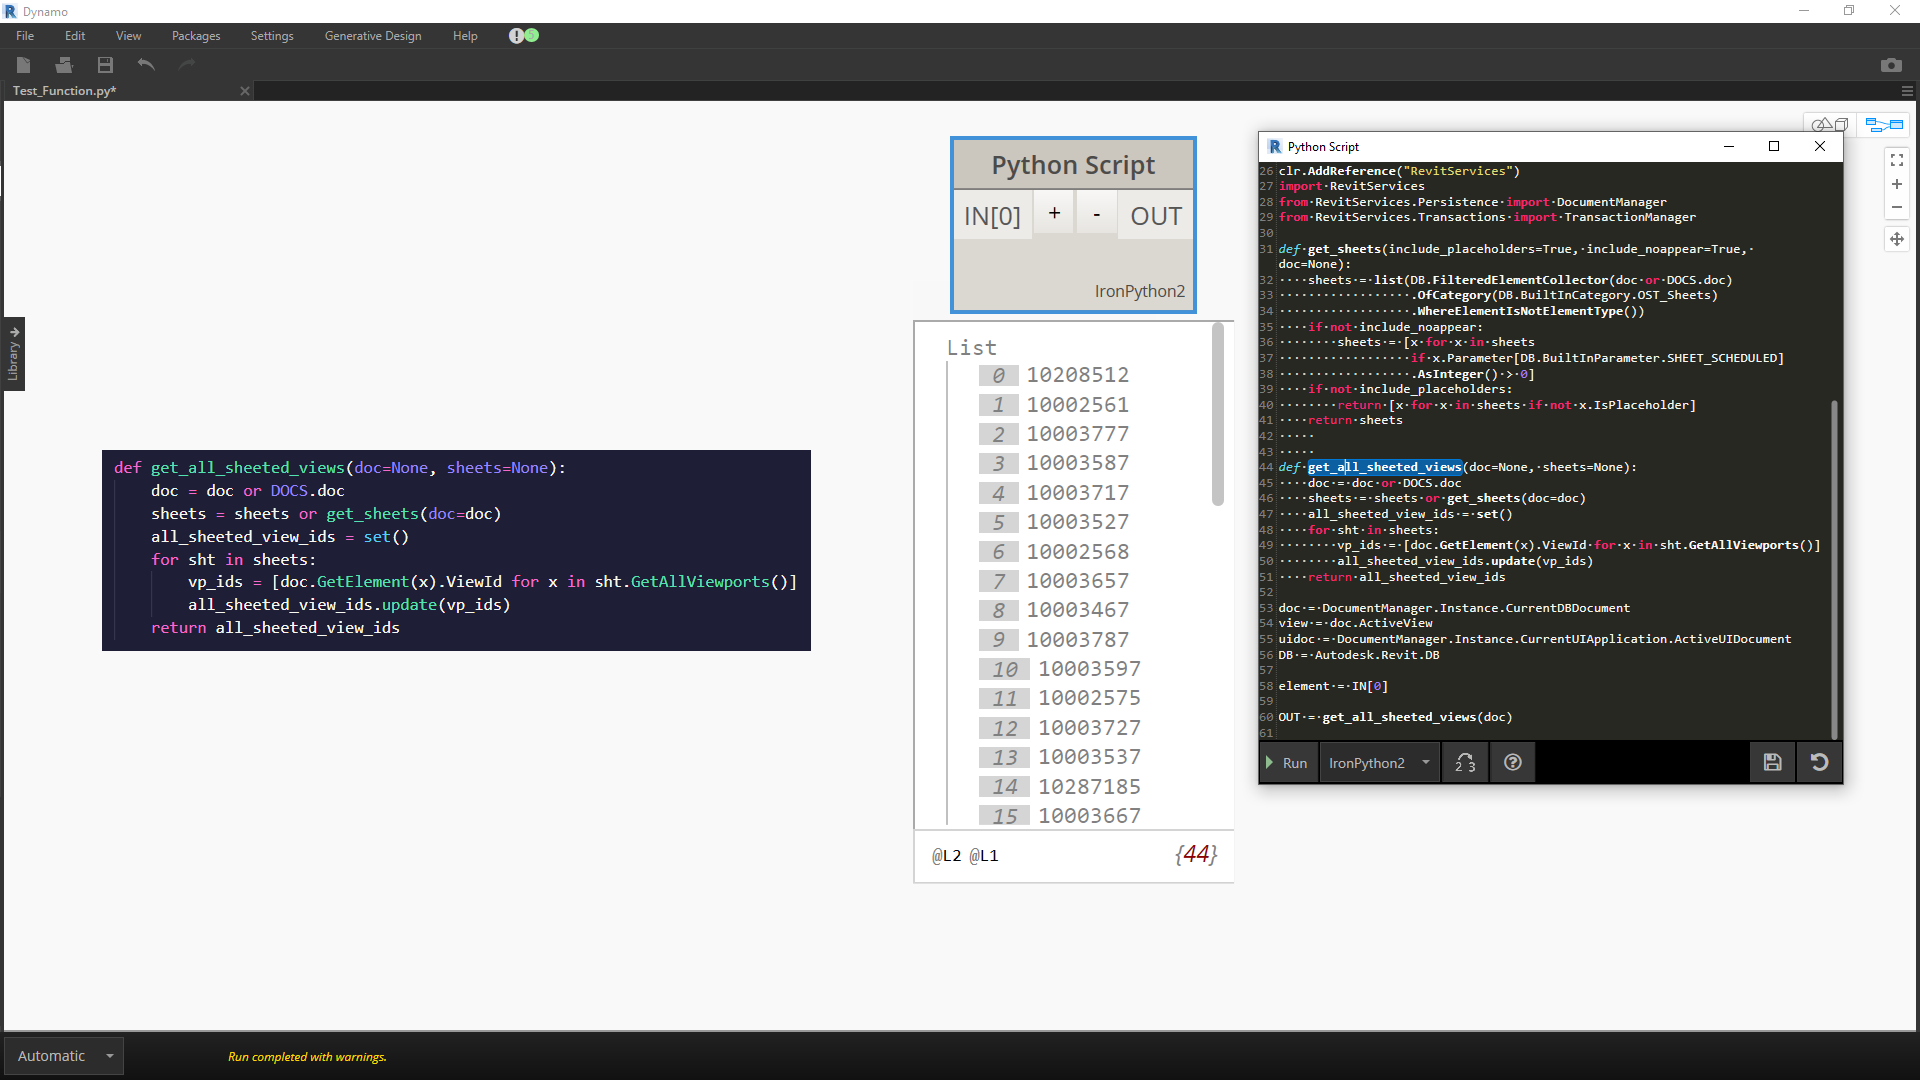 Dynamo
File Edit View Packages Settings Generative Design Help
Test_Function.py*
Library
def get_all_sheeted_views(doc=None, sheets=None):
    doc = doc or DOCS.doc
    sheets = sheets or get_sheets(doc=doc)
    all_sheeted_view_ids = set()
    for sht in sheets:
        vp_ids = [doc.GetElement(x).ViewId for x in sht.GetAllViewports()]
        all_sheeted_view_ids.update(vp_ids)
    return all_sheeted_view_ids
Python Script
IN[0] + - OUT
IronPython2
List
0 10208512
1 10002561
2 10003777
3 10003587
4 10003717
5 10003527
6 10002568
7 10003657
8 10003467
9 10003787
10 10003597
11 10002575
12 10003727
13 10003537
14 10287185
15 10003667
@L2 @L1 {44}
Python Script
26 clr.AddReference("RevitServices")
27 import·RevitServices
28 from·RevitServices.Persistence·import·DocumentManager
29 from·RevitServices.Transactions·import·TransactionManager
30
31 def·get_sheets(include_placeholders=True,·include_noappear=True,·
doc=None):
32 ····sheets·=·list(DB.FilteredElementCollector(doc·or·DOCS.doc)
33 ··················.OfCategory(DB.BuiltInCategory.OST_Sheets)
34 ··················.WhereElementIsNotElementType())
35 ····if·not·include_noappear:
36 ········sheets·=·[x·for·x·in·sheets
37 ··················if·x.Parameter[DB.BuiltInParameter.SHEET_SCHEDULED]
38 ··················.AsInteger()·>·0]
39 ····if·not·include_placeholders:
40 ········return·[x·for·x·in·sheets·if·not·x.IsPlaceholder]
41 ····return·sheets
42 ·····
43 ·····
44 def·get_all_sheeted_views(doc=None,·sheets=None):
45 ····doc·=·doc·or·DOCS.doc
46 ····sheets·=·sheets·or·get_sheets(doc=doc)
47 ····all_sheeted_view_ids·=·set()
48 ····for·sht·in·sheets:
49 ········vp_ids·=·[doc.GetElement(x).ViewId·for·x·in·sht.GetAllViewports()]
50 ········all_sheeted_view_ids.update(vp_ids)
51 ····return·all_sheeted_view_ids
52
53 doc·=·DocumentManager.Instance.CurrentDBDocument
54 view·=·doc.ActiveView
55 uidoc·=·DocumentManager.Instance.CurrentUIApplication.ActiveUIDocument
56 DB·=·Autodesk.Revit.DB
57
58 element·=·IN[0]
59
60 OUT·=·get_all_sheeted_views(doc)
61
Run IronPython2
Automatic
Run completed with warnings.